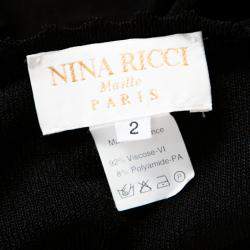 NINA RICCI
Maille
PARIS
2
92% Viscose-VI
8% Polyamide-PA